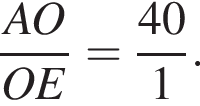 AO/OE = 40/1.